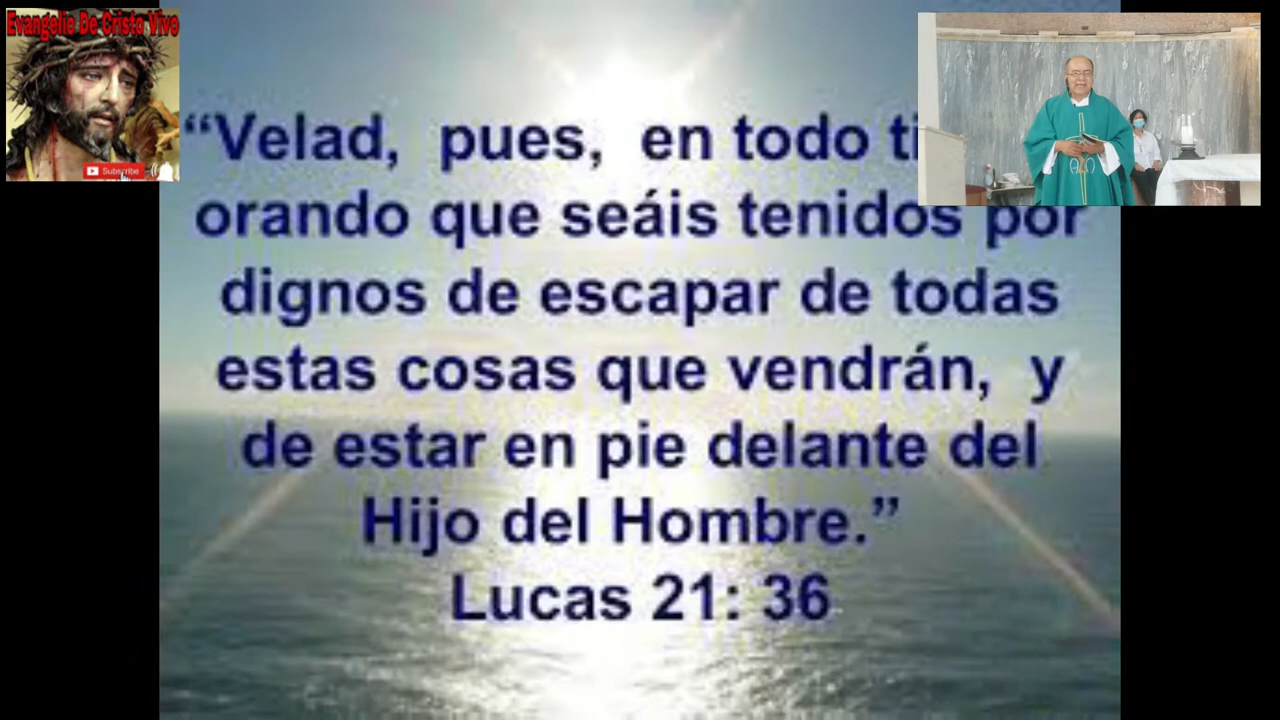 Evangelio De Cristo Vivo
Subscribe
“Velad, pues, en todo
orando que seáis tenidos por
dignos de escapar de todas
estas cosas que vendrán, y
de estar en pie delante del
Hijo del Hombre.”
Lucas 21: 36